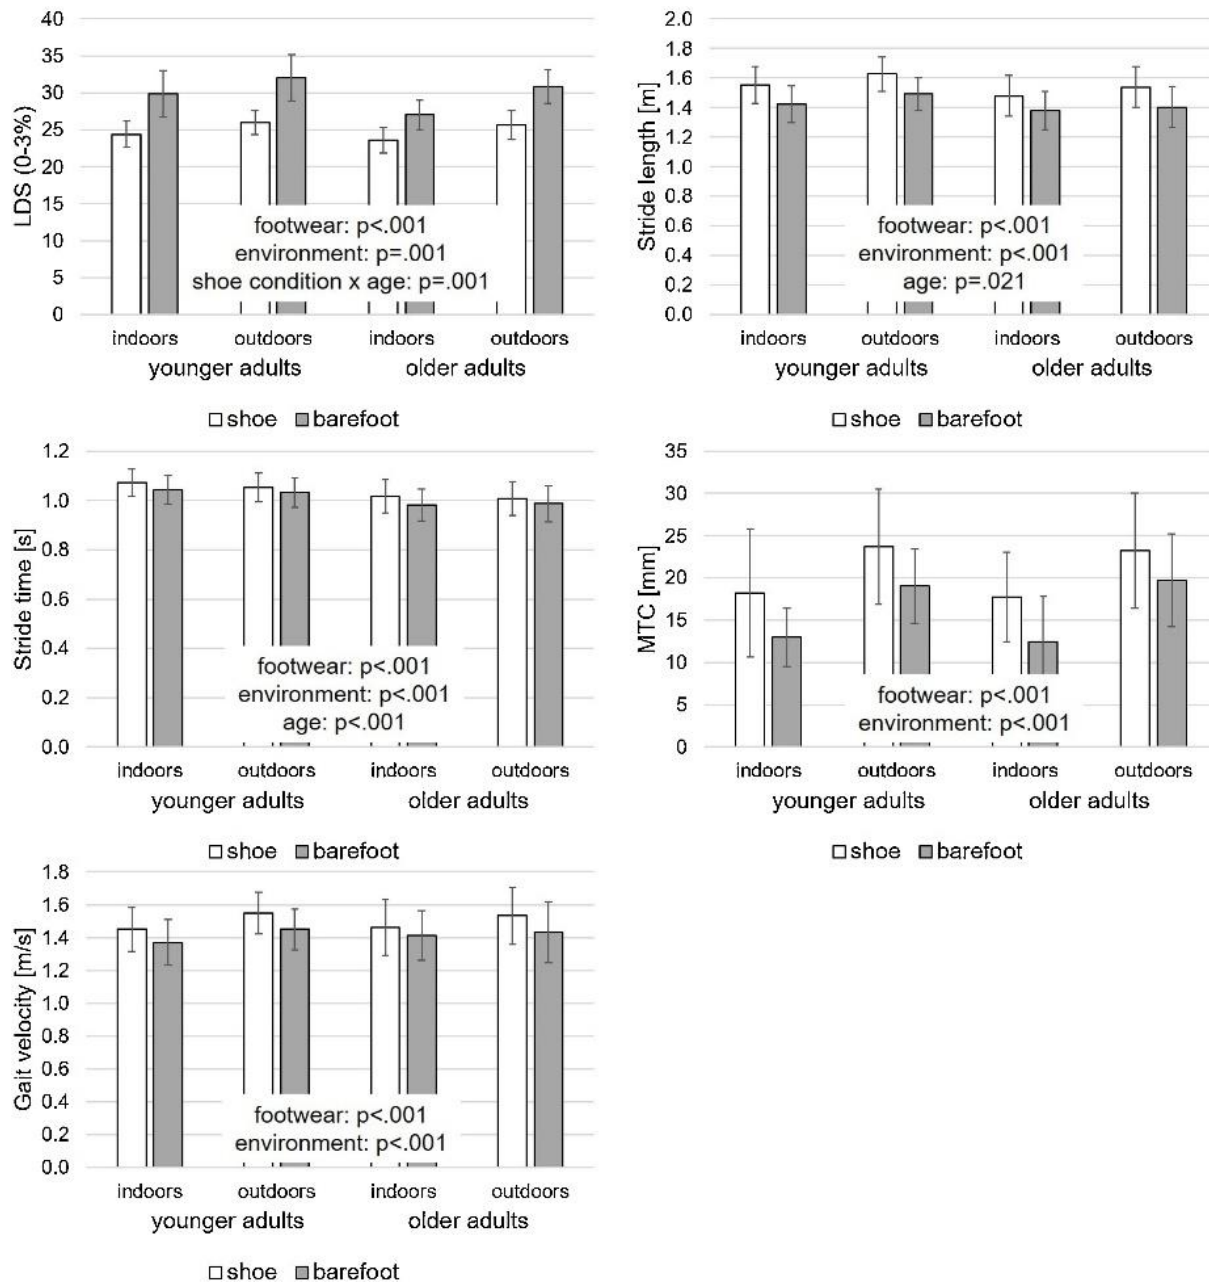 40
35
30
25
20
15
10
5
0
LDS (0-3%)
footwear: p<.001
environment: p=.001
shoe condition x age: p=.001
indoors outdoors indoors outdoors
younger adults older adults
shoe barefoot
2.0
1.8
1.6
1.4
1.2
1.0
0.8
0.6
0.4
0.2
0.0
Stride length [m]
footwear: p<.001
environment: p<.001
age: p=.021
indoors outdoors indoors outdoors
younger adults older adults
shoe barefoot
1.2
1.0
0.8
0.6
0.4
0.2
0.0
Stride time [s]
footwear: p<.001
environment: p<.001
age: p<.001
indoors outdoors indoors outdoors
younger adults older adults
shoe barefoot
35
30
25
20
15
10
5
0
MTC [mm]
footwear: p<.001
environment: p<.001
indoors outdoors indoors outdoors
younger adults older adults
shoe barefoot
1.8
1.6
1.4
1.2
1.0
0.8
0.6
0.4
0.2
0.0
Gait velocity [m/s]
footwear: p<.001
environment: p<.001
indoors outdoors indoors outdoors
younger adults older adults
shoe barefoot